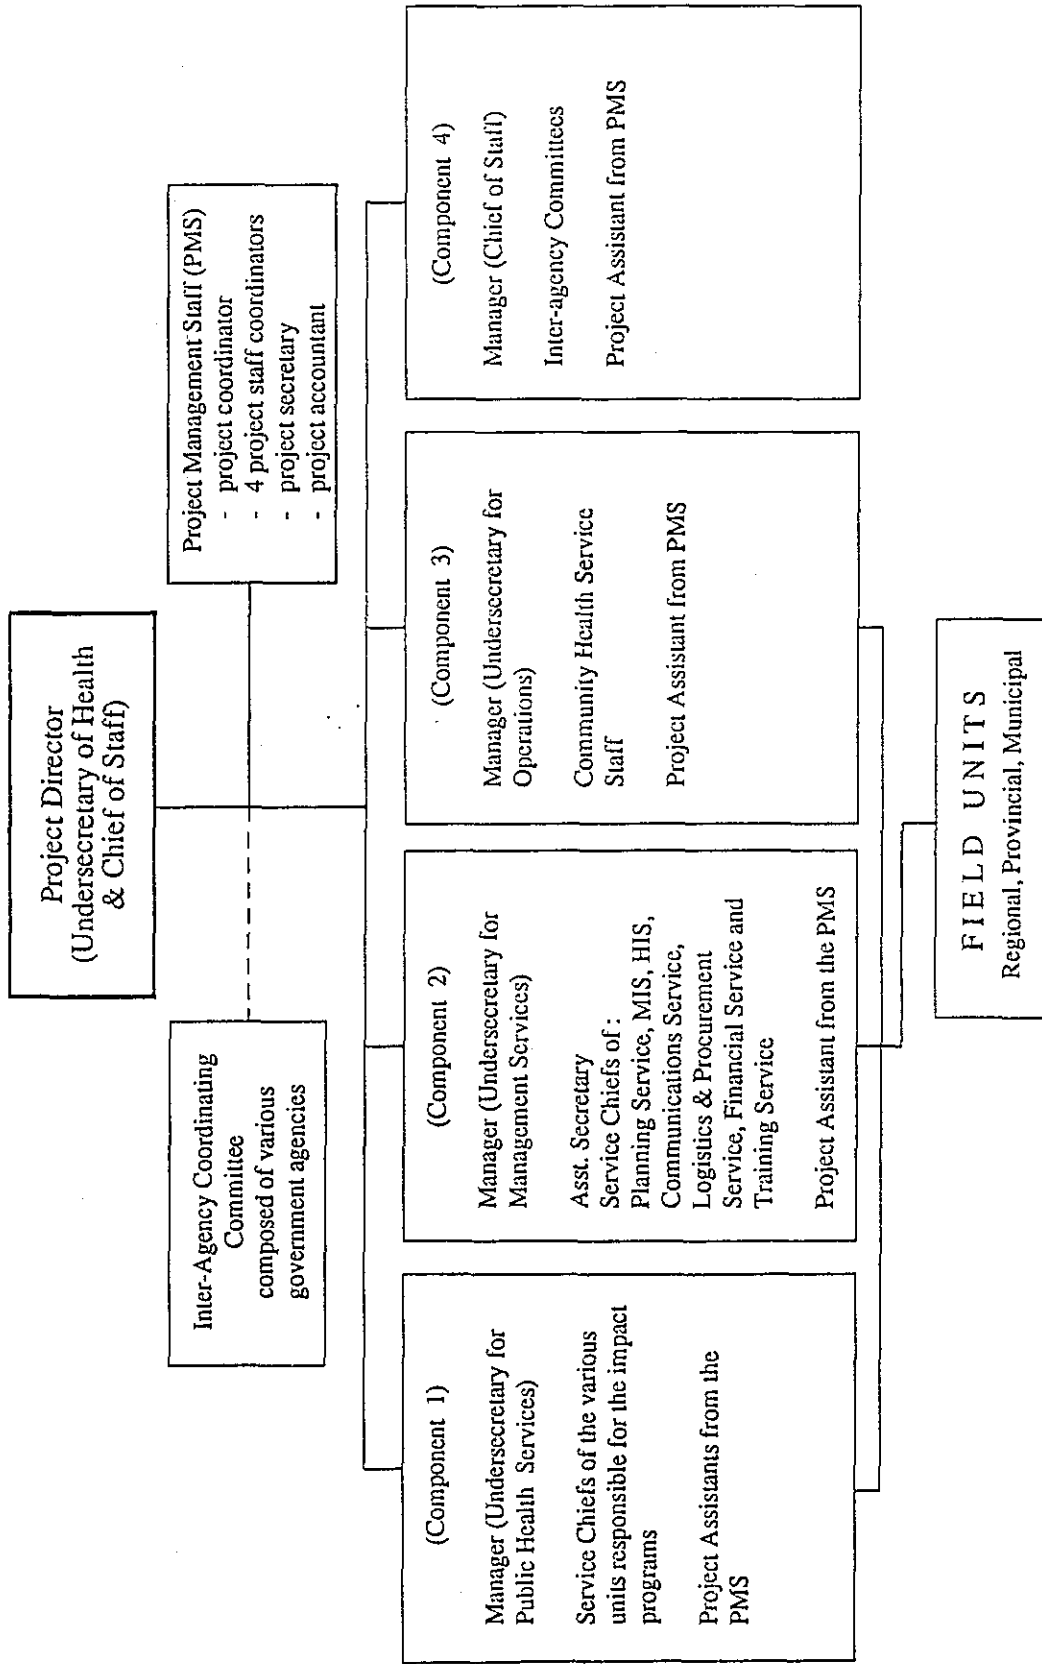 Project Director
(Undersecretary of Health
& Chief of Staff)
Inter-Agency Coordinating
Committee
composed of various
government agencies
Project Management Staff (PMS)
- project coordinator
- 4 project staff coordinators
- project secretary
- project accountant
(Component 1)
Manager (Undersecretary for
Public Health Services)
Service Chiefs of the various
units responsible for the impact
programs
Project Assistants from the
PMS
(Component 2)
Manager (Undersecretary for
Management Services)
Asst. Secretary
Service Chiefs of :
Planning Service, MIS, HIS,
Communications Service,
Logistics & Procurement
Service, Financial Service and
Training Service
Project Assistant from the PMS
(Component 3)
Manager (Undersecretary for
Operations)
Community Health Service
Staff
Project Assistant from PMS
(Component 4)
Manager (Chief of Staff)
Inter-agency Committees
Project Assistant from PMS
FIELD UNITS
Regional, Provincial, Municipal